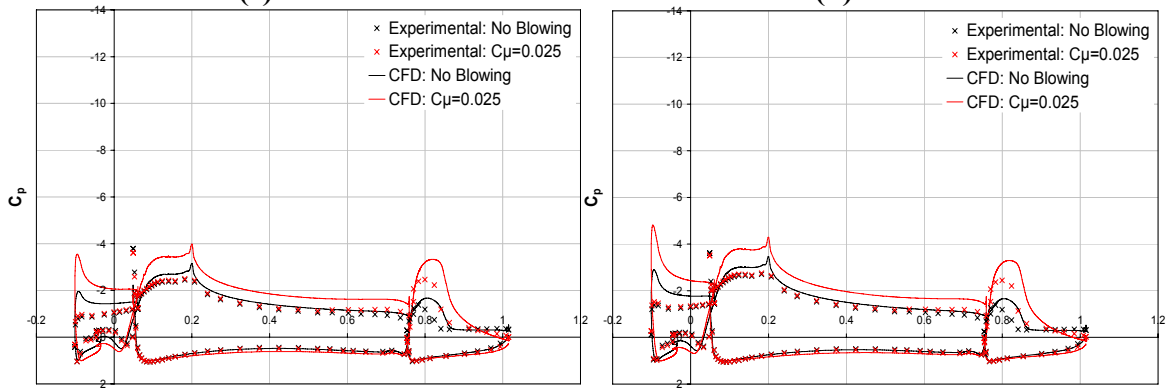 -14
Experimental: No Blowing
-12
Experimental: Cµ=0.025
CFD: No Blowing
-10
CFD: Cµ=0.025
-8
-6
-4
-2
-0.2 0 0.2 0.4 0.6 0.8 1 1.2
2
Cp
-14
Experimental: No Blowing
-12
Experimental: Cµ=0.025
CFD: No Blowing
-10
CFD: Cµ=0.025
-8
-6
-4
-2
-0.2 0 0.2 0.4 0.6 0.8 1 12
2
Cp